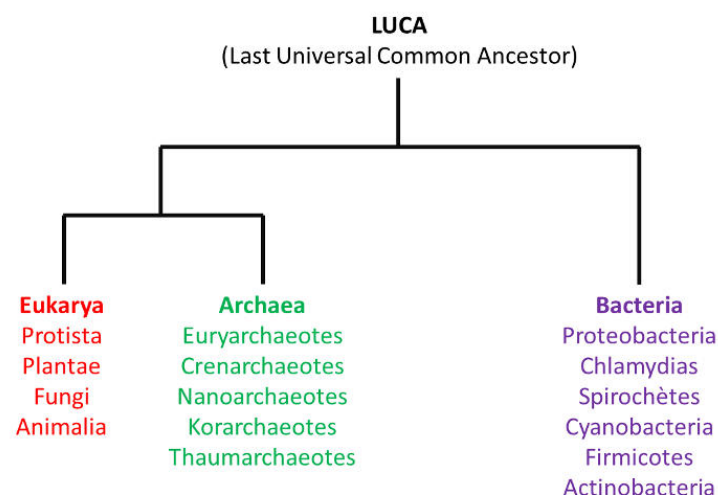 LUCA
(Last Universal Common Ancestor)
Eukarya
Protista
Plantae
Fungi
Animalia
Archaea
Euryarchaeotes
Crenarchaeotes
Nanoarchaeotes
Korarchaeotes
Thaumarchaeotes
Bacteria
Proteobacteria
Chlamydias
Spirochètes
Cyanobacteria
Firmicotes
Actinobacteria